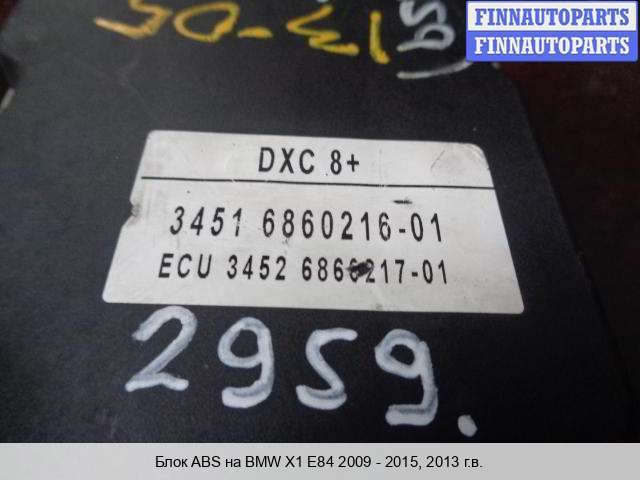 FINNAUTOPARTS
FINNAUTOPARTS
DXC 8+
3451 6860216-01
ECU 3452 6860217-01
2959.
Блок ABS на BMW X1 E84 2009 - 2015, 2013 г.в.